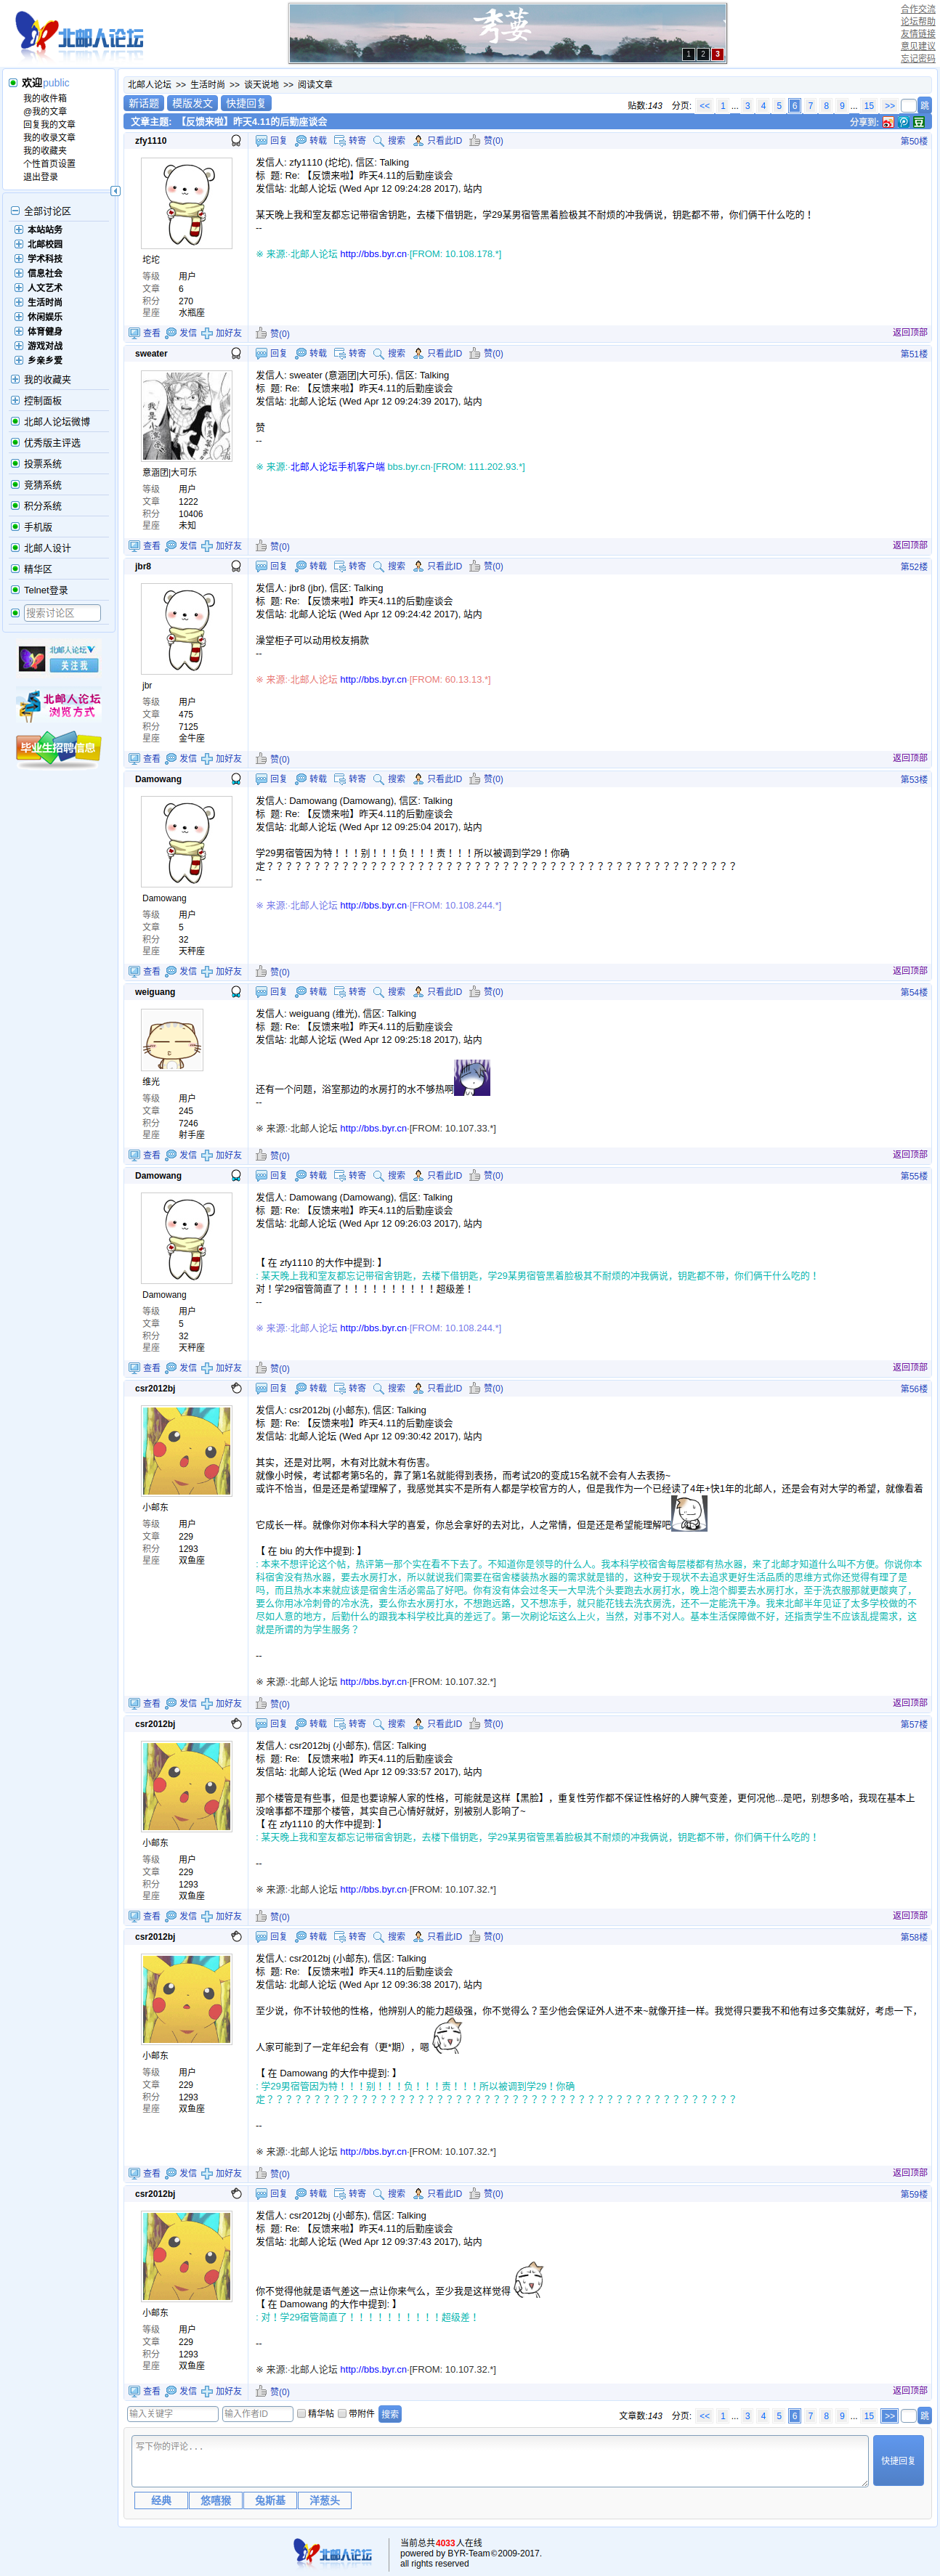 北邮人论坛
考蒌
1 2 3
合作交流
论坛帮助
友情链接
意见建议
忘记密码
欢迎public
我的收件箱
@我的文章
回复我的文章
我的收录文章
我的收藏夹
个性首页设置
退出登录
全部讨论区
本站站务
北邮校园
学术科技
信息社会
人文艺术
生活时尚
休闲娱乐
体育健身
游戏对战
乡亲乡爱
我的收藏夹
控制面板
北邮人论坛微博
优秀版主评选
投票系统
竞猜系统
积分系统
手机版
北邮人设计
精华区
Telnet登录
搜索讨论区
北邮人论坛
关注我
北邮人论坛
浏览方式
毕业生招聘信息
北邮人论坛 >> 生活时尚 >> 谈天说地 >> 阅读文章
新话题 模版发文 快捷回复
贴数:143 分页: << 1 ... 3 4 5 6 7 8 9 ... 15 >> 跳
文章主题: 【反馈来啦】昨天4.11的后勤座谈会
分享到:
zfy1110
回复 转载 转寄 搜索 只看此ID 赞(0)
第50楼
坨坨
等级 用户
文章 6
积分 270
星座 水瓶座
发信人: zfy1110 (坨坨), 信区: Talking
标 题: Re: 【反馈来啦】昨天4.11的后勤座谈会
发信站: 北邮人论坛 (Wed Apr 12 09:24:28 2017), 站内
某天晚上我和室友都忘记带宿舍钥匙，去楼下借钥匙，学29某男宿管黑着脸极其不耐烦的冲我俩说，钥匙都不带，你们俩干什么吃的！
--
※ 来源:·北邮人论坛 http://bbs.byr.cn·[FROM: 10.108.178.*]
查看 发信 加好友 赞(0)
返回顶部
sweater
回复 转载 转寄 搜索 只看此ID 赞(0)
第51楼
意涵团|大可乐
等级 用户
文章 1222
积分 10406
星座 未知
发信人: sweater (意涵团|大可乐), 信区: Talking
标 题: Re: 【反馈来啦】昨天4.11的后勤座谈会
发信站: 北邮人论坛 (Wed Apr 12 09:24:39 2017), 站内
赞
--
※ 来源:·北邮人论坛手机客户端 bbs.byr.cn·[FROM: 111.202.93.*]
查看 发信 加好友 赞(0)
返回顶部
jbr8
回复 转载 转寄 搜索 只看此ID 赞(0)
第52楼
jbr
等级 用户
文章 475
积分 7125
星座 金牛座
发信人: jbr8 (jbr), 信区: Talking
标 题: Re: 【反馈来啦】昨天4.11的后勤座谈会
发信站: 北邮人论坛 (Wed Apr 12 09:24:42 2017), 站内
澡堂柜子可以动用校友捐款
--
※ 来源:·北邮人论坛 http://bbs.byr.cn·[FROM: 60.13.13.*]
查看 发信 加好友 赞(0)
返回顶部
Damowang
回复 转载 转寄 搜索 只看此ID 赞(0)
第53楼
Damowang
等级 用户
文章 5
积分 32
星座 天秤座
发信人: Damowang (Damowang), 信区: Talking
标 题: Re: 【反馈来啦】昨天4.11的后勤座谈会
发信站: 北邮人论坛 (Wed Apr 12 09:25:04 2017), 站内
学29男宿管因为特！！！别！！！负！！！责！！！所以被调到学29！你确
定？？？？？？？？？？？？？？？？？？？？？？？？？？？？？？？？？？？？？？？？？？？？？？？？？？
--
※ 来源:·北邮人论坛 http://bbs.byr.cn·[FROM: 10.108.244.*]
查看 发信 加好友 赞(0)
返回顶部
weiguang
回复 转载 转寄 搜索 只看此ID 赞(0)
第54楼
维光
等级 用户
文章 245
积分 7246
星座 射手座
发信人: weiguang (维光), 信区: Talking
标 题: Re: 【反馈来啦】昨天4.11的后勤座谈会
发信站: 北邮人论坛 (Wed Apr 12 09:25:18 2017), 站内
还有一个问题，浴室那边的水房打的水不够热啊
--
※ 来源:·北邮人论坛 http://bbs.byr.cn·[FROM: 10.107.33.*]
查看 发信 加好友 赞(0)
返回顶部
Damowang
回复 转载 转寄 搜索 只看此ID 赞(0)
第55楼
Damowang
等级 用户
文章 5
积分 32
星座 天秤座
发信人: Damowang (Damowang), 信区: Talking
标 题: Re: 【反馈来啦】昨天4.11的后勤座谈会
发信站: 北邮人论坛 (Wed Apr 12 09:26:03 2017), 站内
【 在 zfy1110 的大作中提到: 】
: 某天晚上我和室友都忘记带宿舍钥匙，去楼下借钥匙，学29某男宿管黑着脸极其不耐烦的冲我俩说，钥匙都不带，你们俩干什么吃的！
对！学29宿管简直了！！！！！！！！！！超级差！
--
※ 来源:·北邮人论坛 http://bbs.byr.cn·[FROM: 10.108.244.*]
查看 发信 加好友 赞(0)
返回顶部
csr2012bj
回复 转载 转寄 搜索 只看此ID 赞(0)
第56楼
小邮东
等级 用户
文章 229
积分 1293
星座 双鱼座
发信人: csr2012bj (小邮东), 信区: Talking
标 题: Re: 【反馈来啦】昨天4.11的后勤座谈会
发信站: 北邮人论坛 (Wed Apr 12 09:30:42 2017), 站内
其实，还是对比啊，木有对比就木有伤害。
就像小时候，考试都考第5名的，靠了第1名就能得到表扬，而考试20的变成15名就不会有人去表扬~
或许不恰当，但是还是希望理解了，我感觉其实不是所有人都是学校官方的人，但是我作为一个已经读了4年+快1年的北邮人，还是会有对大学的希望，就像看着
它成长一样。就像你对你本科大学的喜爱，你总会拿好的去对比，人之常情，但是还是希望能理解吧
【 在 biu 的大作中提到: 】
: 本来不想评论这个帖，热评第一那个实在看不下去了。不知道你是领导的什么人。我本科学校宿舍每层楼都有热水器，来了北邮才知道什么叫不方便。你说你本
科宿舍没有热水器，要去水房打水，所以就说我们需要在宿舍楼装热水器的需求就是错的，这种安于现状不去追求更好生活品质的思维方式你还觉得有理了是
吗，而且热水本来就应该是宿舍生活必需品了好吧。你有没有体会过冬天一大早洗个头要跑去水房打水，晚上泡个脚要去水房打水，至于洗衣服那就更酸爽了，
要么你用冰冷刺骨的冷水洗，要么你去水房打水，不想跑远路，又不想冻手，就只能花钱去洗衣房洗，还不一定能洗干净。我来北邮半年见证了太多学校做的不
尽如人意的地方，后勤什么的跟我本科学校比真的差远了。第一次刷论坛这么上火，当然，对事不对人。基本生活保障做不好，还指责学生不应该乱提需求，这
就是所谓的为学生服务？
--
※ 来源:·北邮人论坛 http://bbs.byr.cn·[FROM: 10.107.32.*]
查看 发信 加好友 赞(0)
返回顶部
csr2012bj
回复 转载 转寄 搜索 只看此ID 赞(0)
第57楼
小邮东
等级 用户
文章 229
积分 1293
星座 双鱼座
发信人: csr2012bj (小邮东), 信区: Talking
标 题: Re: 【反馈来啦】昨天4.11的后勤座谈会
发信站: 北邮人论坛 (Wed Apr 12 09:33:57 2017), 站内
那个楼管是有些事，但是也要谅解人家的性格，可能就是这样【黑脸】，重复性劳作都不保证性格好的人脾气变差，更何况他...是吧，别想多哈，我现在基本上
没啥事都不理那个楼管，其实自己心情好就好，别被别人影响了~
【 在 zfy1110 的大作中提到: 】
: 某天晚上我和室友都忘记带宿舍钥匙，去楼下借钥匙，学29某男宿管黑着脸极其不耐烦的冲我俩说，钥匙都不带，你们俩干什么吃的！
--
※ 来源:·北邮人论坛 http://bbs.byr.cn·[FROM: 10.107.32.*]
查看 发信 加好友 赞(0)
返回顶部
csr2012bj
回复 转载 转寄 搜索 只看此ID 赞(0)
第58楼
小邮东
等级 用户
文章 229
积分 1293
星座 双鱼座
发信人: csr2012bj (小邮东), 信区: Talking
标 题: Re: 【反馈来啦】昨天4.11的后勤座谈会
发信站: 北邮人论坛 (Wed Apr 12 09:36:38 2017), 站内
至少说，你不计较他的性格，他辨别人的能力超级强，你不觉得么？至少他会保证外人进不来~就像开挂一样。我觉得只要我不和他有过多交集就好，考虑一下，
人家可能到了一定年纪会有（更*期），嗯
【 在 Damowang 的大作中提到: 】
: 学29男宿管因为特！！！别！！！负！！！责！！！所以被调到学29！你确
定？？？？？？？？？？？？？？？？？？？？？？？？？？？？？？？？？？？？？？？？？？？？？？？？？？
--
※ 来源:·北邮人论坛 http://bbs.byr.cn·[FROM: 10.107.32.*]
查看 发信 加好友 赞(0)
返回顶部
csr2012bj
回复 转载 转寄 搜索 只看此ID 赞(0)
第59楼
小邮东
等级 用户
文章 229
积分 1293
星座 双鱼座
发信人: csr2012bj (小邮东), 信区: Talking
标 题: Re: 【反馈来啦】昨天4.11的后勤座谈会
发信站: 北邮人论坛 (Wed Apr 12 09:37:43 2017), 站内
你不觉得他就是语气差这一点让你来气么，至少我是这样觉得
【 在 Damowang 的大作中提到: 】
: 对！学29宿管简直了！！！！！！！！！！超级差！
--
※ 来源:·北邮人论坛 http://bbs.byr.cn·[FROM: 10.107.32.*]
查看 发信 加好友 赞(0)
返回顶部
输入关键字 输入作者ID 精华帖 带附件 搜索
文章数:143 分页: << 1 ... 3 4 5 6 7 8 9 ... 15 >> 跳
写下你的评论...
快捷回复
经典 悠嘻猴 兔斯基 洋葱头
北邮人论坛
当前总共4033人在线
powered by BYR-Team©2009-2017.
all rights reserved